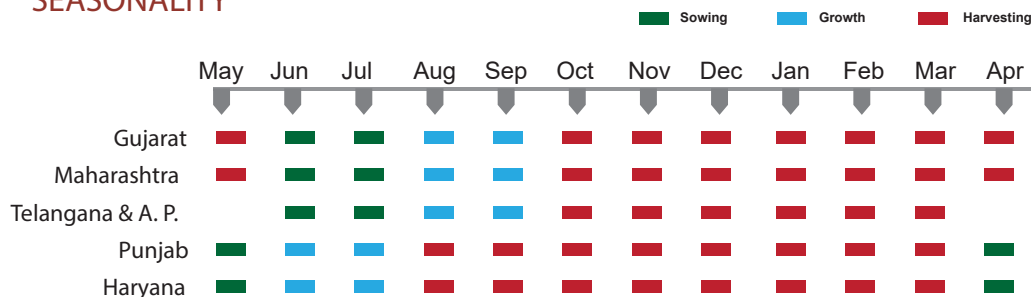 SEASONALITY
Sowing Growth Harvesting
May Jun Jul Aug Sep Oct Nov Dec Jan Feb Mar Apr
Gujarat
Maharashtra
Telangana & A. P.
Punjab
Haryana